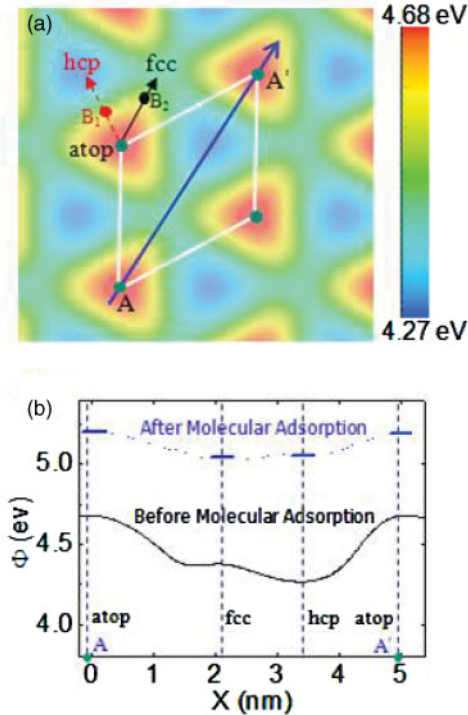 (a)
4.68 eV
hcp
fcc
B1
B2
A'
atop
A
4.27 eV
(b)
After Molecular Adsorption
5.0
Before Molecular Adsorption
Φ (ev)
4.5
atop
fcc
hcp
atop
4.0
A
A'
0
1
2
3
4
5
X (nm)